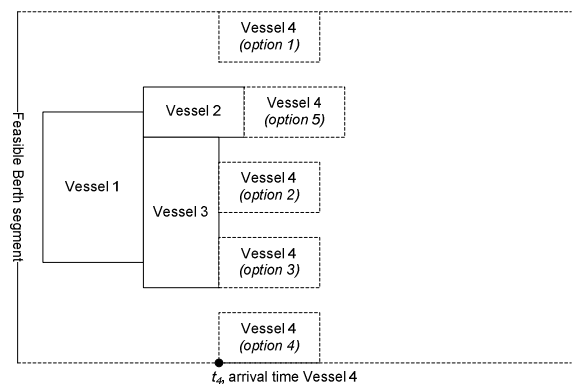 Vessel 4
(option 1)
Feasible Berth segment
Vessel 2
Vessel 4
(option 5)
Vessel 1
Vessel 3
Vessel 4
(option 2)
Vessel 4
(option 3)
Vessel 4
(option 4)
t4, arrival time Vessel 4